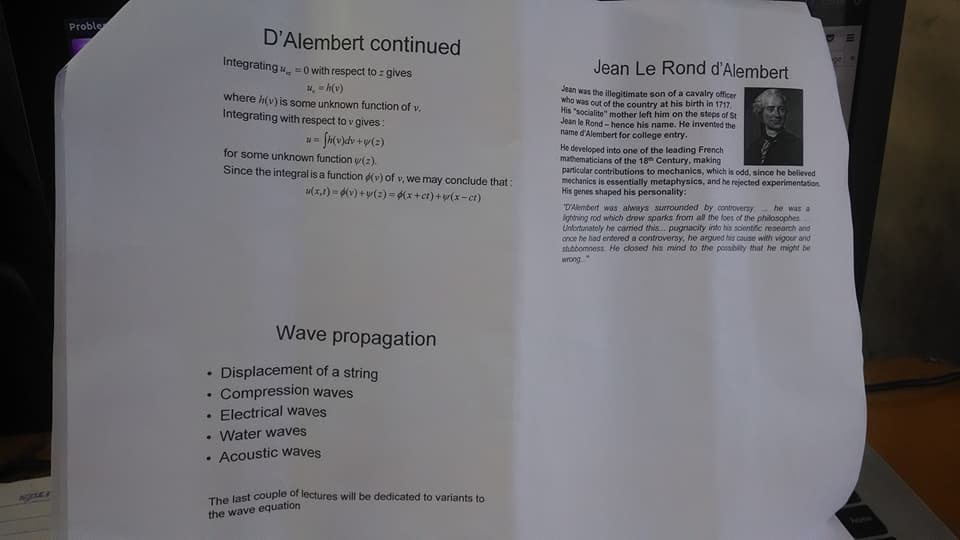 Proble
D'Alembert continued
Integrating u_vz = 0 with respect to z gives
u_v = h(v)
where h(v) is some unknown function of v.
Integrating with respect to v gives :
u = ∫h(v)dv + ψ(z)
for some unknown function ψ(z).
Since the integral is a function ϕ(v) of v, we may conclude that :
u(x,t) = ϕ(v) + ψ(z) = ϕ(x + ct) + ψ(x − ct)
Jean Le Rond d'Alembert
Jean was the illegitimate son of a cavalry officer
who was out of the country at his birth in 1717.
His "socialite" mother left him on the steps of St
Jean le Rond – hence his name. He invented the
name d'Alembert for college entry.
He developed into one of the leading French
mathematicians of the 18th Century, making
particular contributions to mechanics, which is odd, since he believed
mechanics is essentially metaphysics, and he rejected experimentation.
His genes shaped his personality:
"D'Alembert was always surrounded by controversy. ... he was a
lightning rod which drew sparks from all the foes of the philosophes. ...
Unfortunately he carried this... pugnacity into his scientific research and
once he had entered a controversy, he argued his cause with vigour and
stubbornness. He closed his mind to the possibility that he might be
wrong..."
Wave propagation
• Displacement of a string
• Compression waves
• Electrical waves
• Water waves
• Acoustic waves
The last couple of lectures will be dedicated to variants to
the wave equation